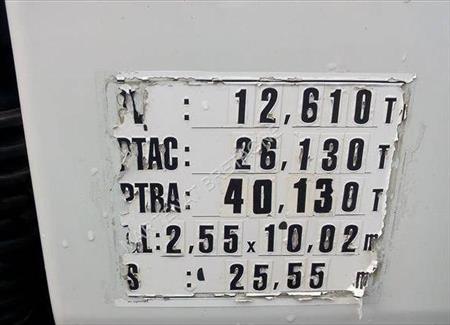 : 12,610 T
PTAC: 26,130 T
PTRA: 40,130 T
L:2,55 x 10,02 m
S : 25,55 m